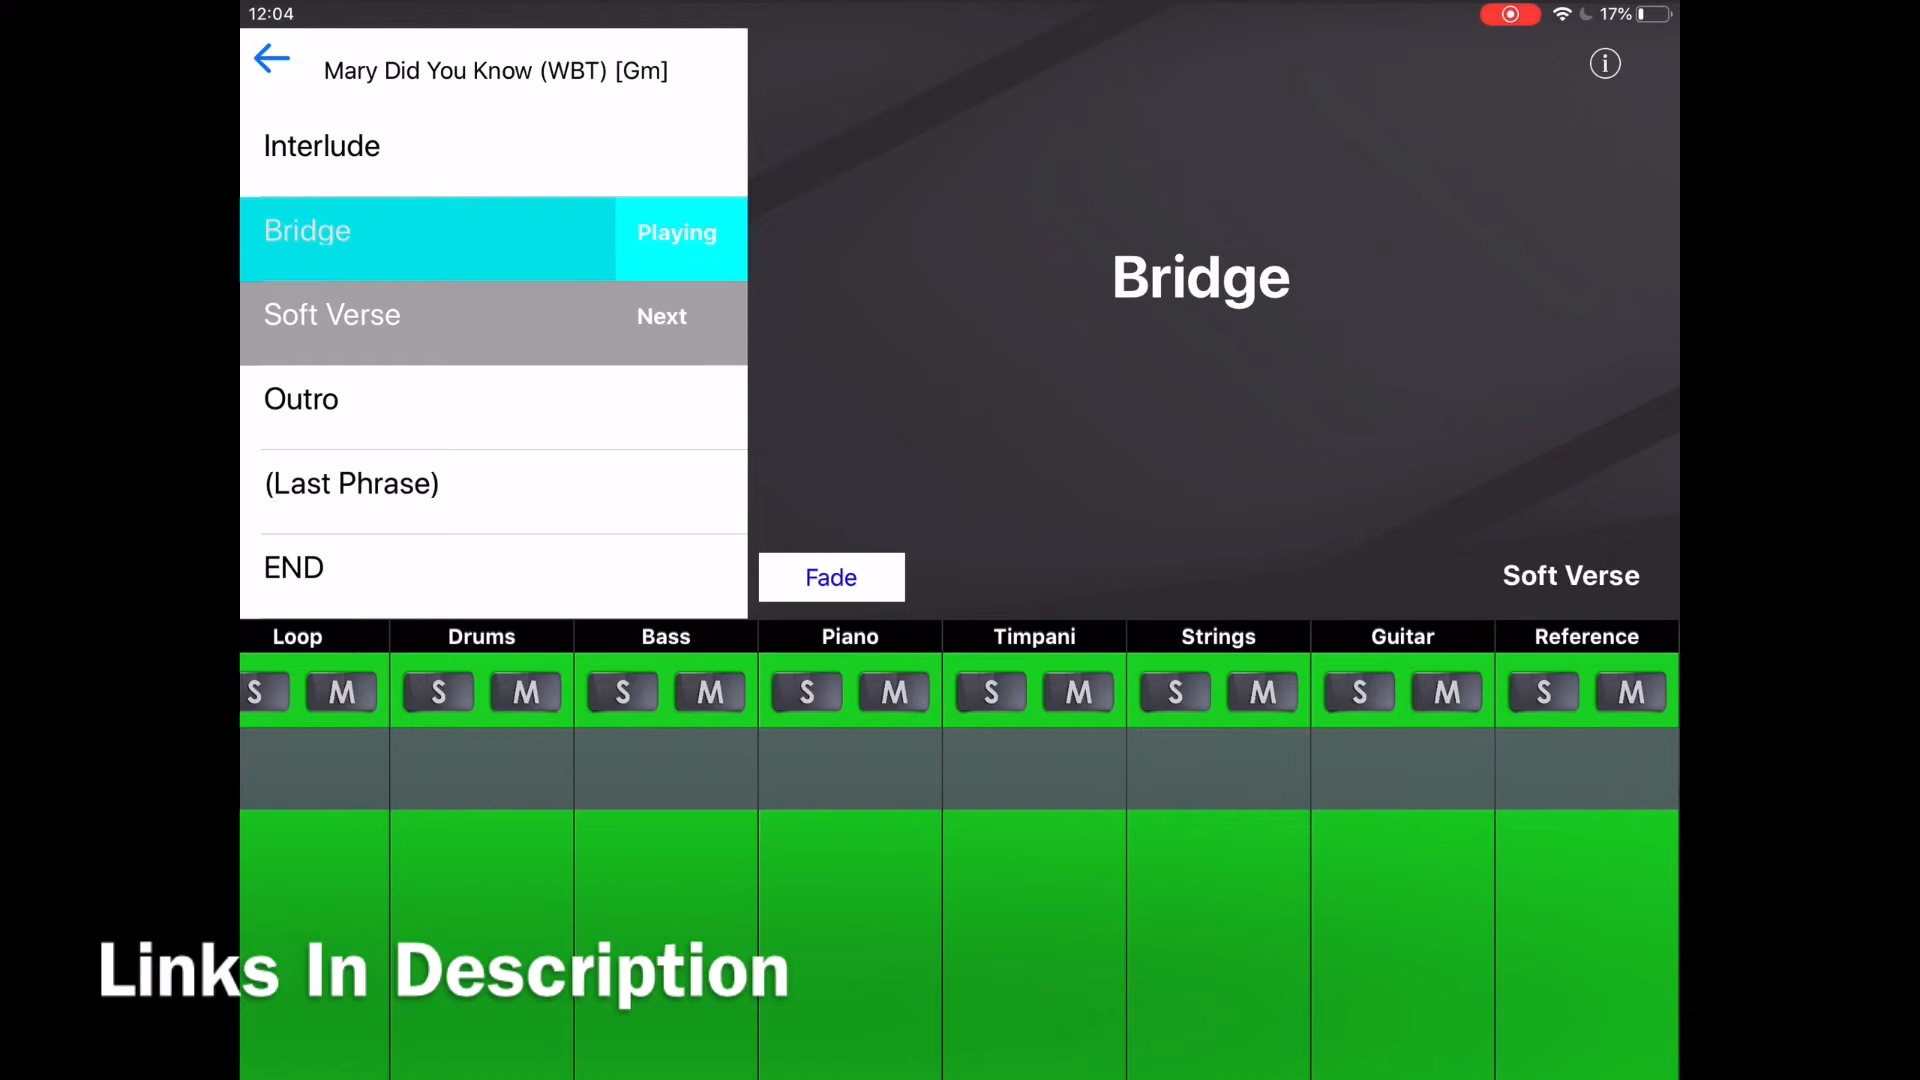 12:04
17%
Mary Did You Know (WBT) [Gm]
Interlude
Bridge Playing
Soft Verse Next
Outro
(Last Phrase)
END
Bridge
Fade
Soft Verse
Loop Drums Bass Piano Timpani Strings Guitar Reference
S M S M S M S M S M S M S M S M
Links In Description